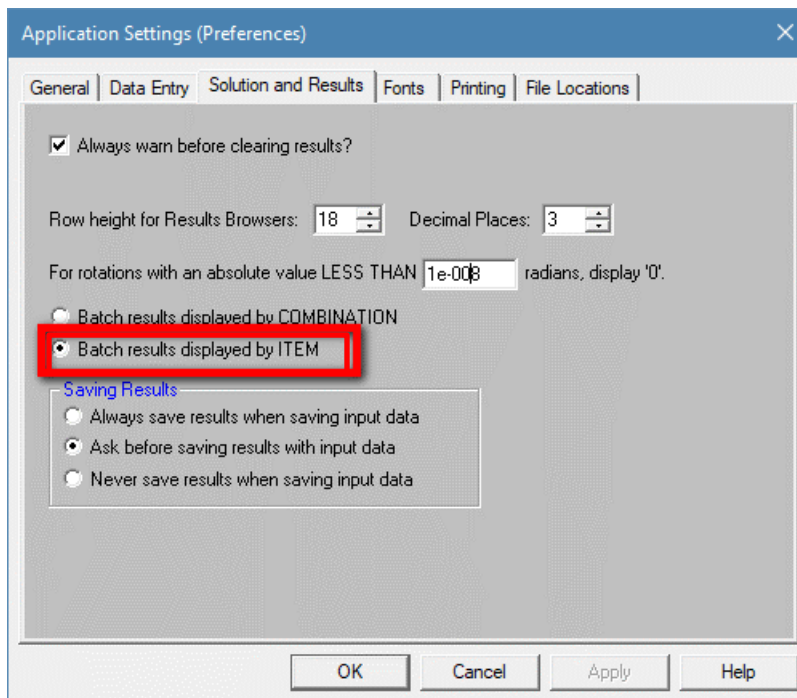 Application Settings (Preferences)
General Data Entry Solution and Results Fonts Printing File Locations
Always warn before clearing results?
Row height for Results Browsers: 18 Decimal Places: 3
For rotations with an absolute value LESS THAN 1e-008 radians, display '0'.
Batch results displayed by COMBINATION
Batch results displayed by ITEM
Saving Results
Always save results when saving input data
Ask before saving results with input data
Never save results when saving input data
OK Cancel Apply Help